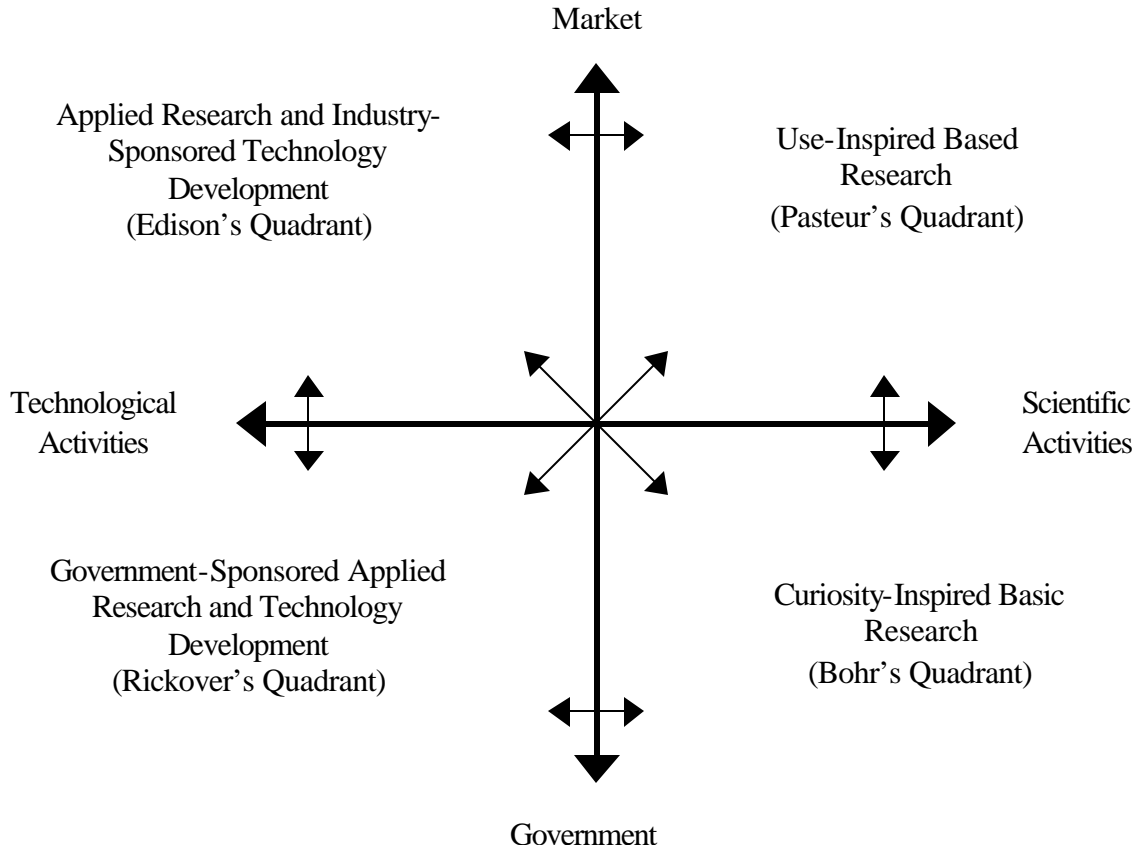 Market
Applied Research and Industry-
Sponsored Technology
Development
(Edison's Quadrant)
Use-Inspired Based
Research
(Pasteur's Quadrant)
Technological
Activities
Scientific
Activities
Government-Sponsored Applied
Research and Technology
Development
(Rickover's Quadrant)
Curiosity-Inspired Basic
Research
(Bohr's Quadrant)
Government